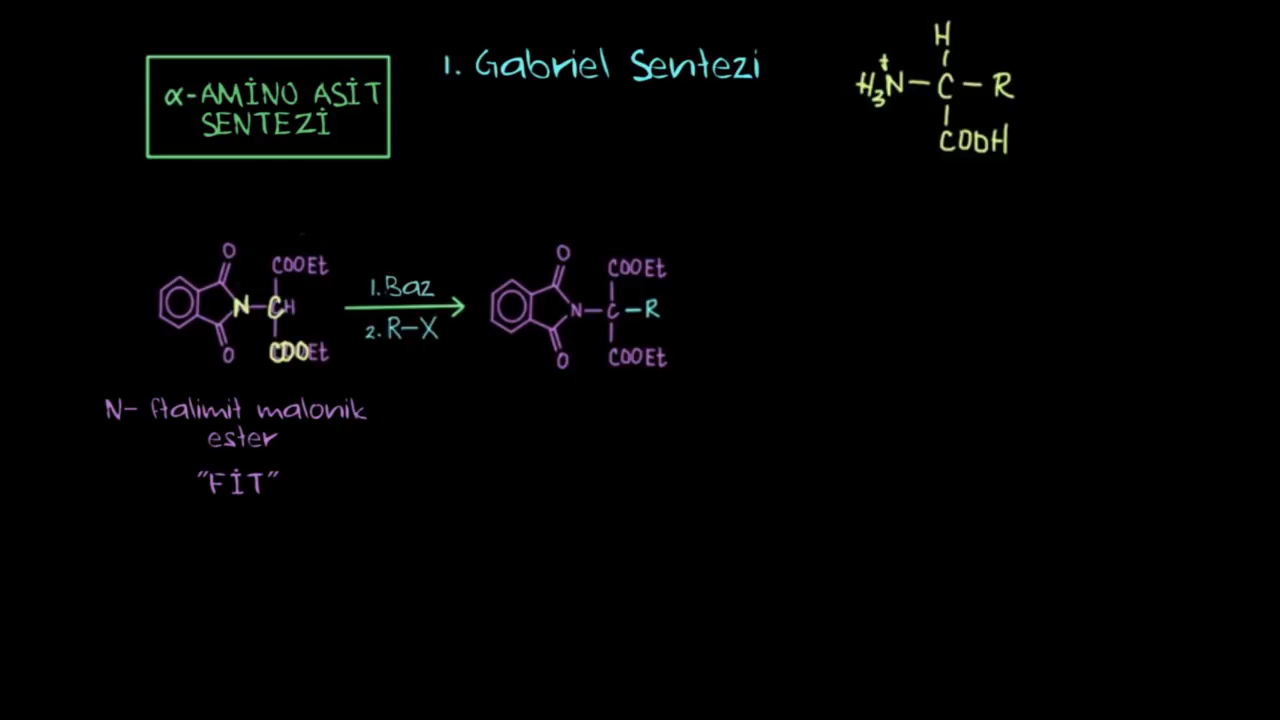 α-AMİNO ASİT
SENTEZİ
1. Gabriel Sentezi
H
H₃N⁺ — C — R
COOH
O
COOEt
N—CH
COOEt
O
1. Baz
2. R—X
O
COOEt
N—C—R
COOEt
O
N- ftalimit malonik
ester
"FİT"